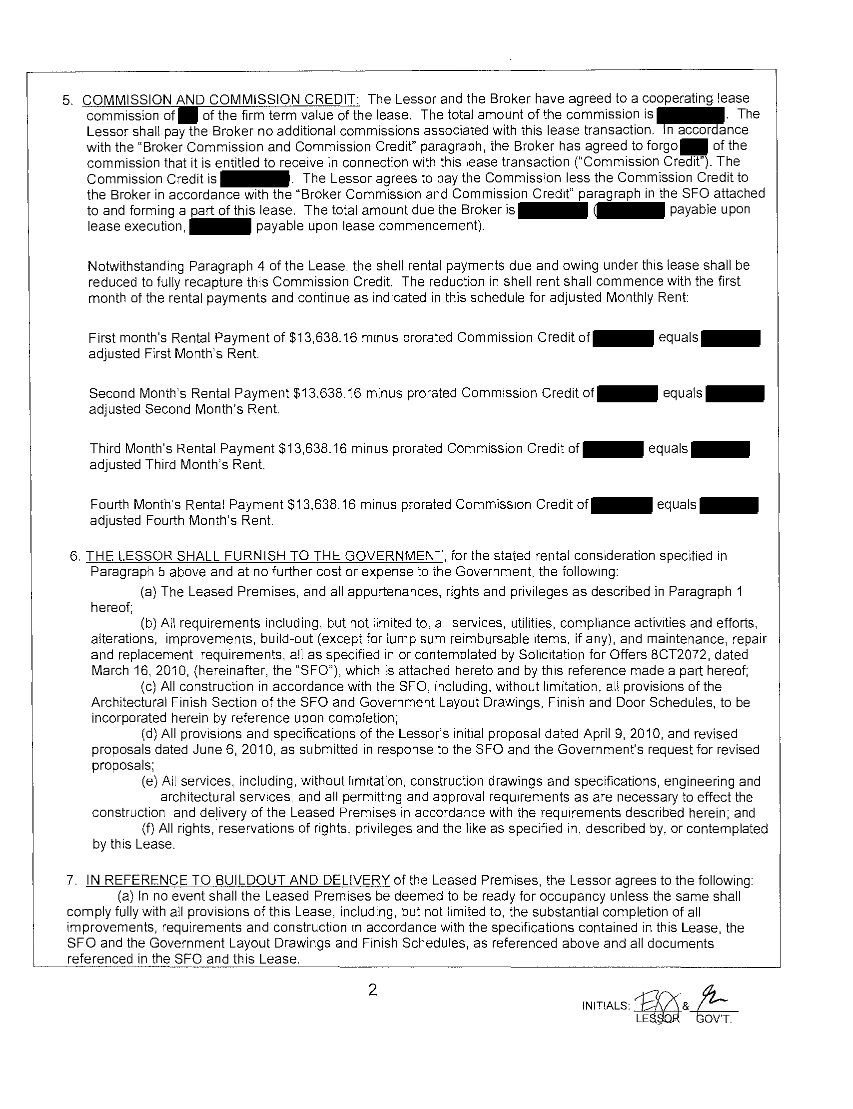 5. COMMISSION AND COMMISSION CREDIT: The Lessor and the Broker have agreed to a cooperating lease
commission of of the firm term value of the lease. The total amount of the commission is . The
Lessor shall pay the Broker no additional commissions associated with this lease transaction. In accordance
with the "Broker Commission and Commission Credit" paragraph, the Broker has agreed to forgo of the
commission that it is entitled to receive in connection with this lease transaction ("Commission Credit"). The
Commission Credit is . The Lessor agrees to pay the Commission less the Commission Credit to
the Broker in accordance with the "Broker Commission and Commission Credit" paragraph in the SFO attached
to and forming a part of this lease. The total amount due the Broker is ( payable upon
lease execution, payable upon lease commencement).
Notwithstanding Paragraph 4 of the Lease, the shell rental payments due and owing under this lease shall be
reduced to fully recapture this Commission Credit. The reduction in shell rent shall commence with the first
month of the rental payments and continue as indicated in this schedule for adjusted Monthly Rent:
First month's Rental Payment of $13,638.16 minus prorated Commission Credit of equals
adjusted First Month's Rent.
Second Month's Rental Payment $13,638.16 minus prorated Commission Credit of equals
adjusted Second Month's Rent.
Third Month's Rental Payment $13,638.16 minus prorated Commission Credit of equals
adjusted Third Month's Rent.
Fourth Month's Rental Payment $13,638.16 minus prorated Commission Credit of equals
adjusted Fourth Month's Rent.
6. THE LESSOR SHALL FURNISH TO THE GOVERNMENT, for the stated rental consideration specified in
Paragraph 5 above and at no further cost or expense to the Government, the following:
(a) The Leased Premises, and all appurtenances, rights and privileges as described in Paragraph 1
hereof;
(b) All requirements including, but not limited to, all services, utilities, compliance activities and efforts,
alterations, improvements, build-out (except for lump sum reimbursable items, if any), and maintenance, repair
and replacement requirements, all as specified in or contemplated by Solicitation for Offers 8CT2072, dated
March 16, 2010, (hereinafter, the "SFO"), which is attached hereto and by this reference made a part hereof;
(c) All construction in accordance with the SFO, including, without limitation, all provisions of the
Architectural Finish Section of the SFO and Government Layout Drawings, Finish and Door Schedules, to be
incorporated herein by reference upon completion;
(d) All provisions and specifications of the Lessor's initial proposal dated April 9, 2010, and revised
proposals dated June 6, 2010, as submitted in response to the SFO and the Government's request for revised
proposals;
(e) All services, including, without limitation, construction drawings and specifications, engineering and
architectural services, and all permitting and approval requirements as are necessary to effect the
construction and delivery of the Leased Premises in accordance with the requirements described herein; and
(f) All rights, reservations of rights, privileges and the like as specified in, described by, or contemplated
by this Lease.
7. IN REFERENCE TO BUILDOUT AND DELIVERY of the Leased Premises, the Lessor agrees to the following:
(a) In no event shall the Leased Premises be deemed to be ready for occupancy unless the same shall
comply fully with all provisions of this Lease, including, but not limited to, the substantial completion of all
improvements, requirements and construction in accordance with the specifications contained in this Lease, the
SFO and the Government Layout Drawings and Finish Schedules, as referenced above and all documents
referenced in the SFO and this Lease.
2
INITIALS: &
LESSOR GOV'T.